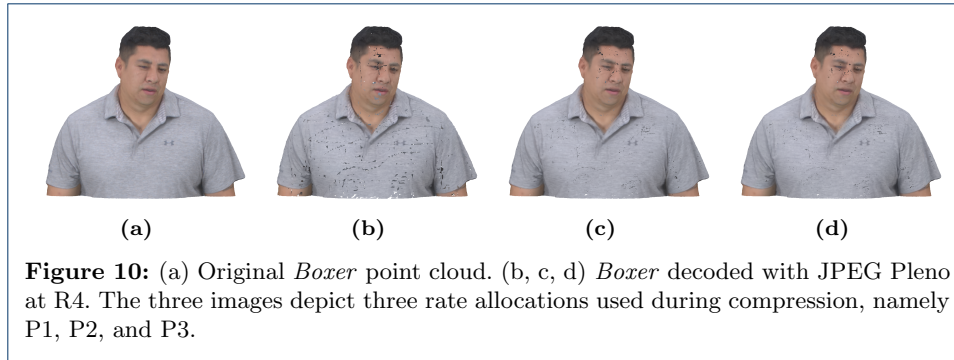 (a) (b) (c) (d)
Figure 10: (a) Original Boxer point cloud. (b, c, d) Boxer decoded with JPEG Pleno
at R4. The three images depict three rate allocations used during compression, namely
P1, P2, and P3.